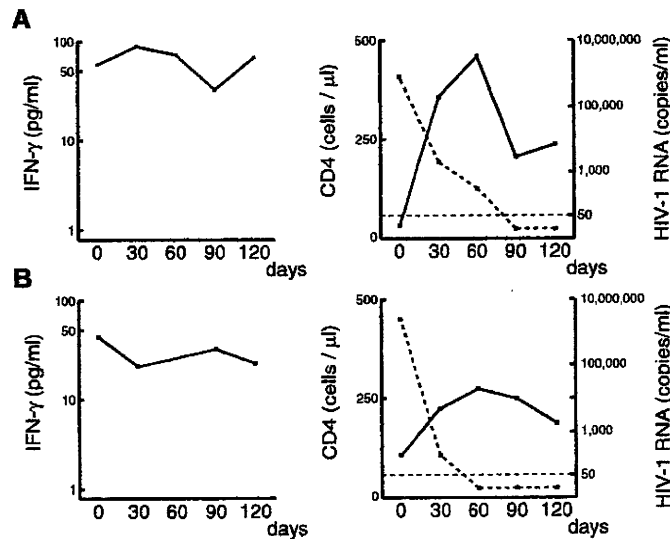 A
IFN-γ (pg/ml)
100
50
10
1
0 30 60 90 120
days
CD4 (cells / μl)
500
250
0
0 30 60 90 120
days
10,000,000
100,000
1,000
50
HIV-1 RNA (copies/ml)
B
IFN-γ (pg/ml)
100
50
10
1
0 30 60 90 120
days
CD4 (cells / μl)
500
250
0
0 30 60 90 120
days
10,000,000
100,000
1,000
50
HIV-1 RNA (copies/ml)